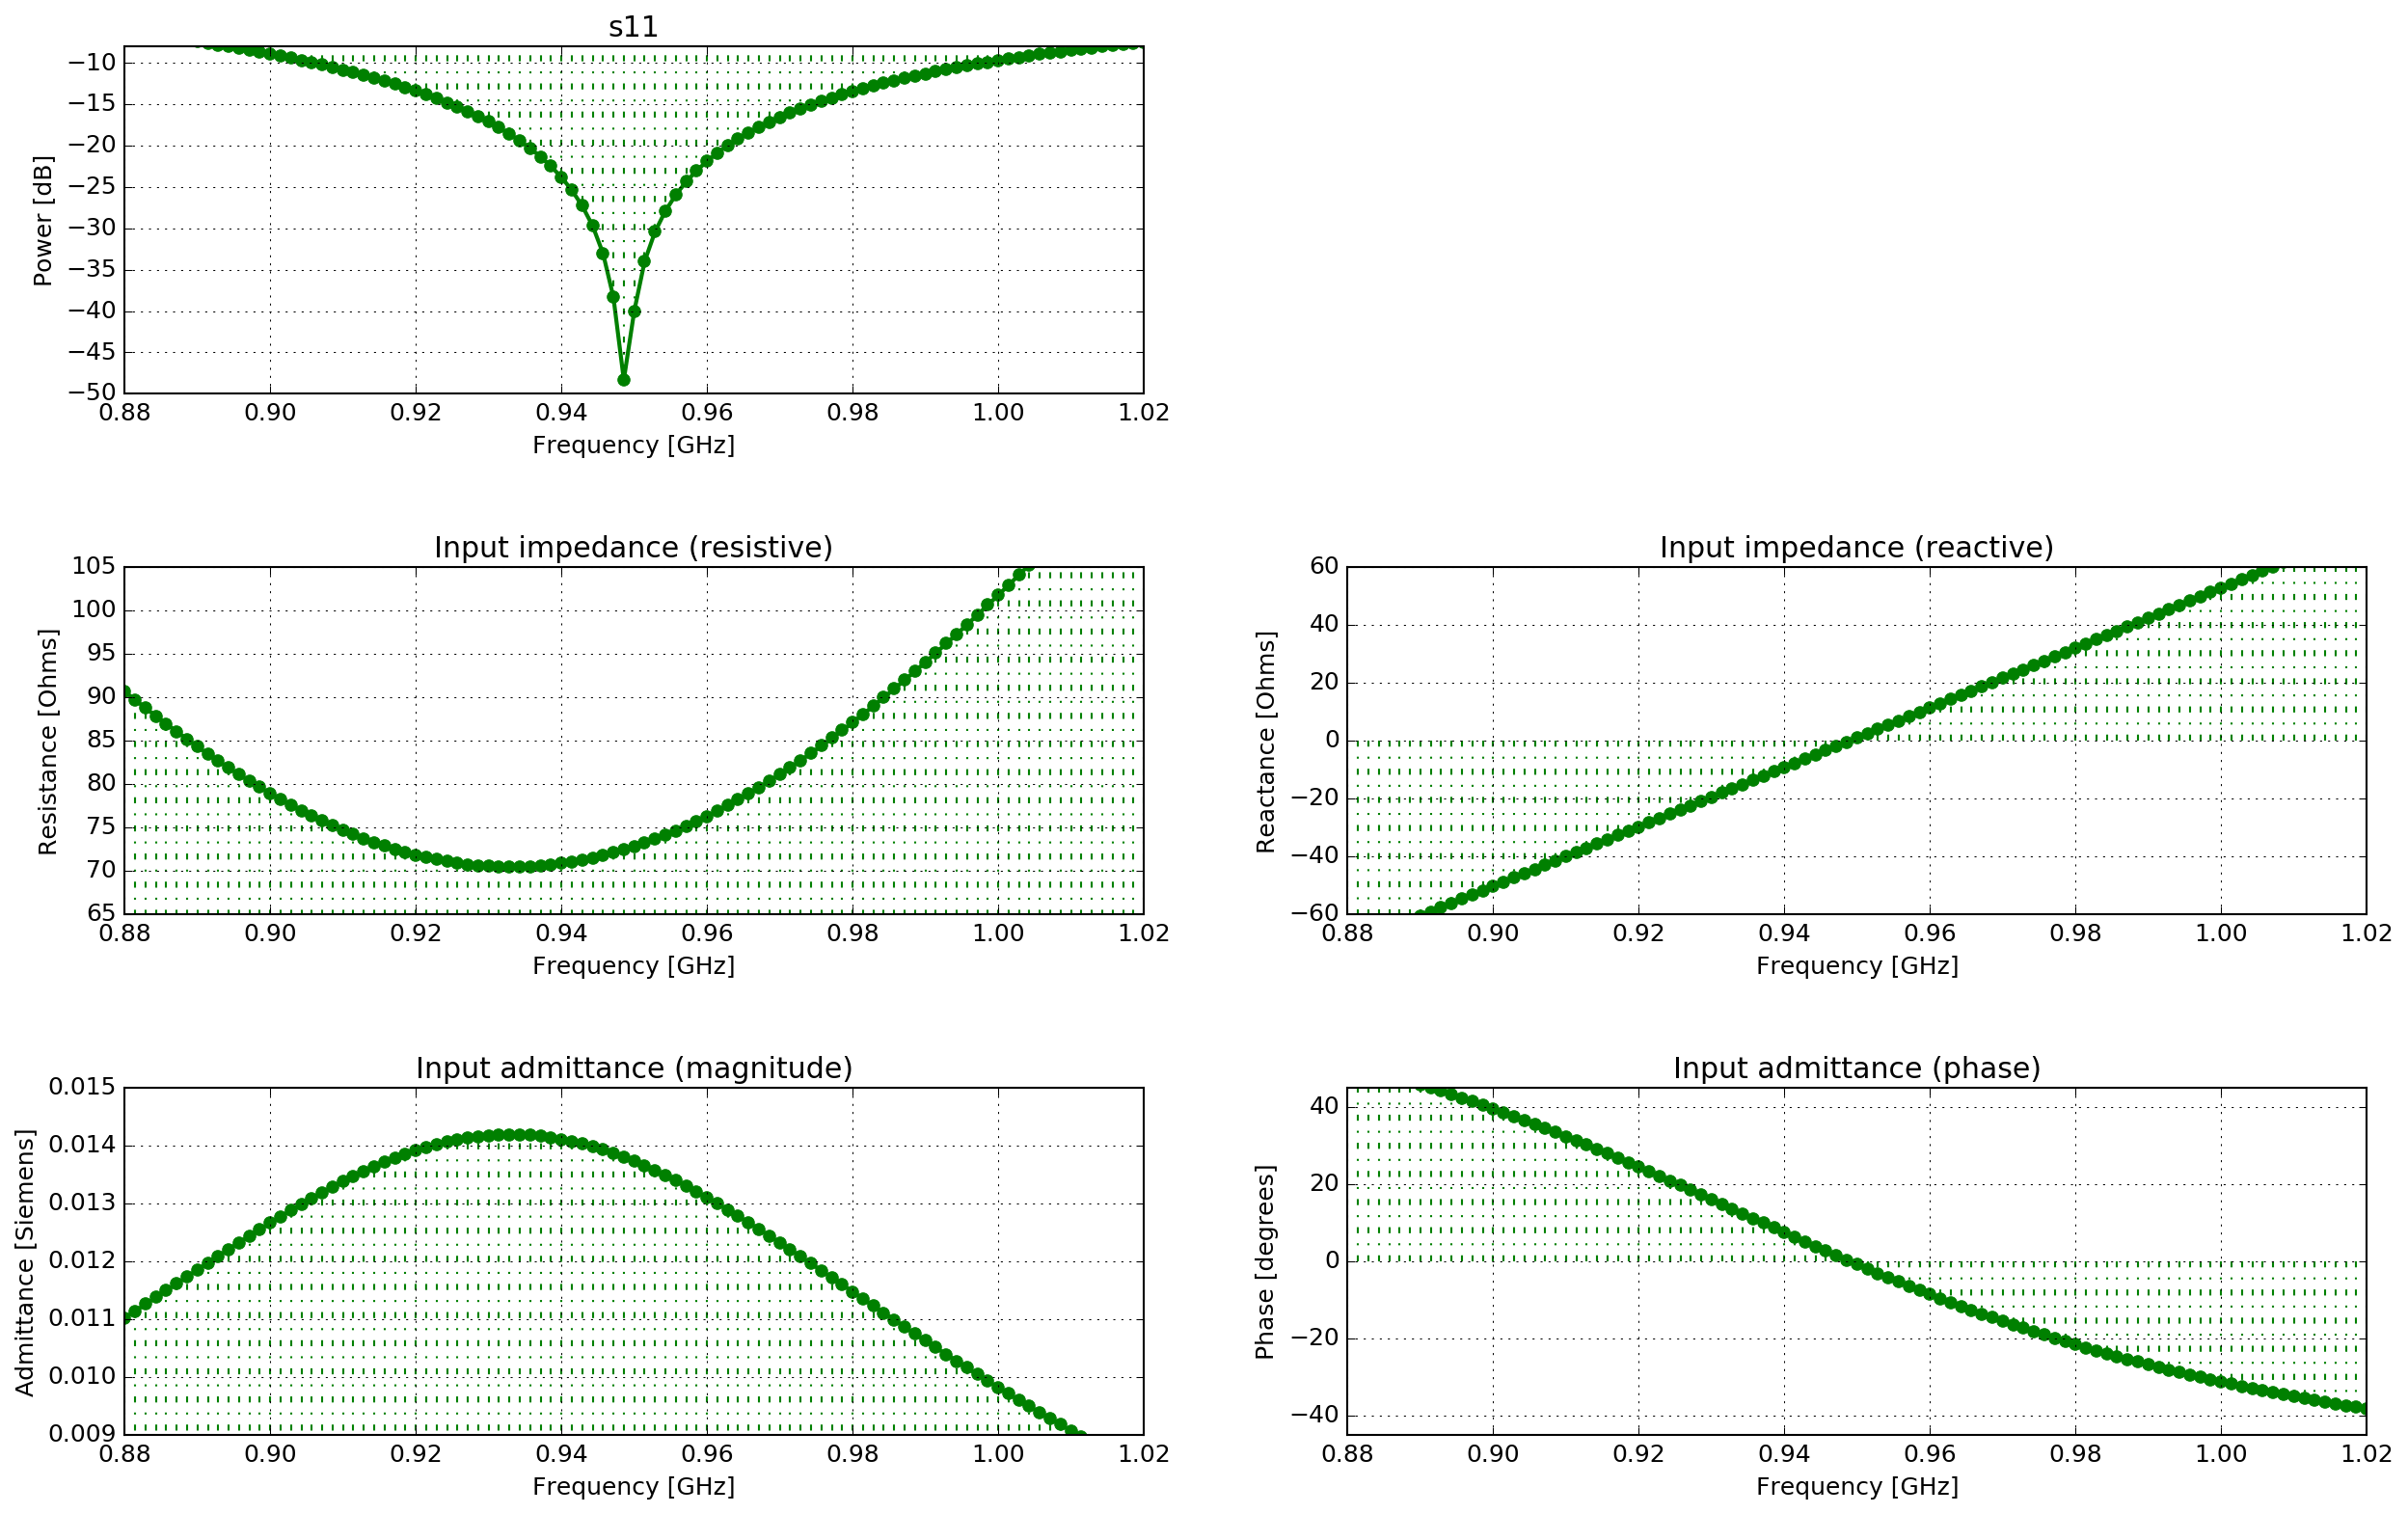 s11
Power [dB]
−10
−15
−20
−25
−30
−35
−40
−45
−50
0.88 0.90 0.92 0.94 0.96 0.98 1.00 1.02
Frequency [GHz]
Input impedance (resistive)
Resistance [Ohms]
105
100
95
90
85
80
75
70
65
0.88 0.90 0.92 0.94 0.96 0.98 1.00 1.02
Frequency [GHz]
Input impedance (reactive)
Reactance [Ohms]
60
40
20
0
−20
−40
−60
0.88 0.90 0.92 0.94 0.96 0.98 1.00 1.02
Frequency [GHz]
Input admittance (magnitude)
Admittance [Siemens]
0.015
0.014
0.013
0.012
0.011
0.010
0.009
0.88 0.90 0.92 0.94 0.96 0.98 1.00 1.02
Frequency [GHz]
Input admittance (phase)
Phase [degrees]
40
20
0
−20
−40
0.88 0.90 0.92 0.94 0.96 0.98 1.00 1.02
Frequency [GHz]